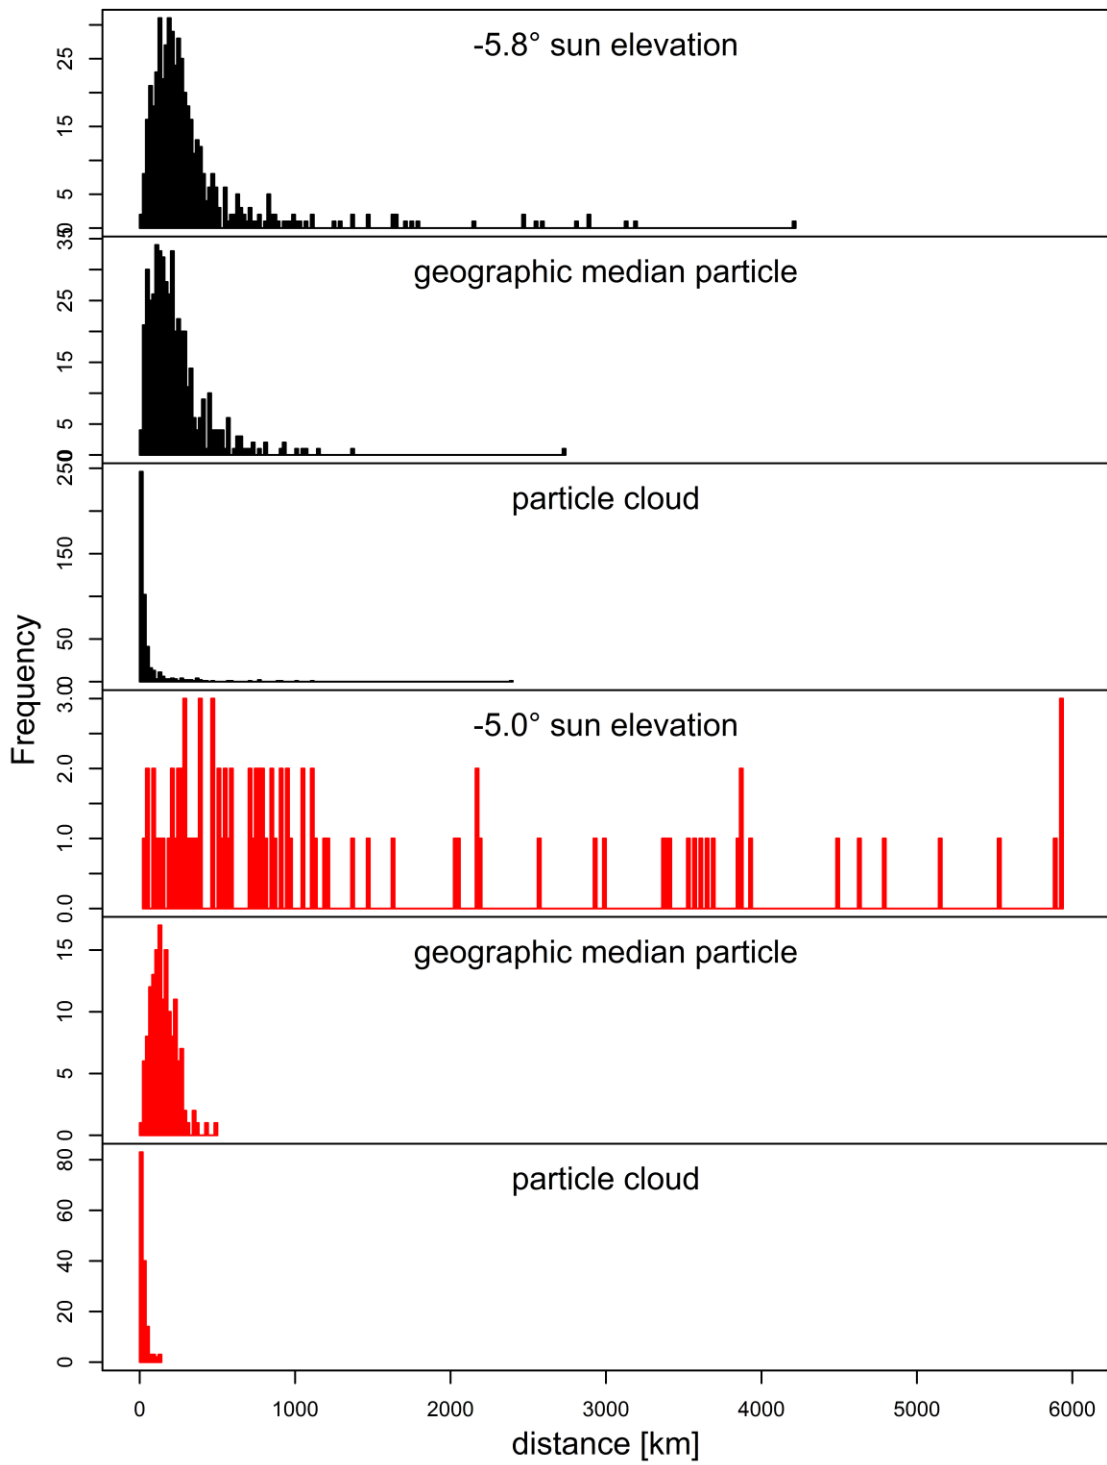 -5.8° sun elevation
25
15
5
0
geographic median particle
35
25
15
5
0
particle cloud
250
150
50
0
Frequency
-5.0° sun elevation
3.0
2.0
1.0
0.0
geographic median particle
15
10
5
0
particle cloud
80
60
40
20
0
0 1000 2000 3000 4000 5000 6000
distance [km]